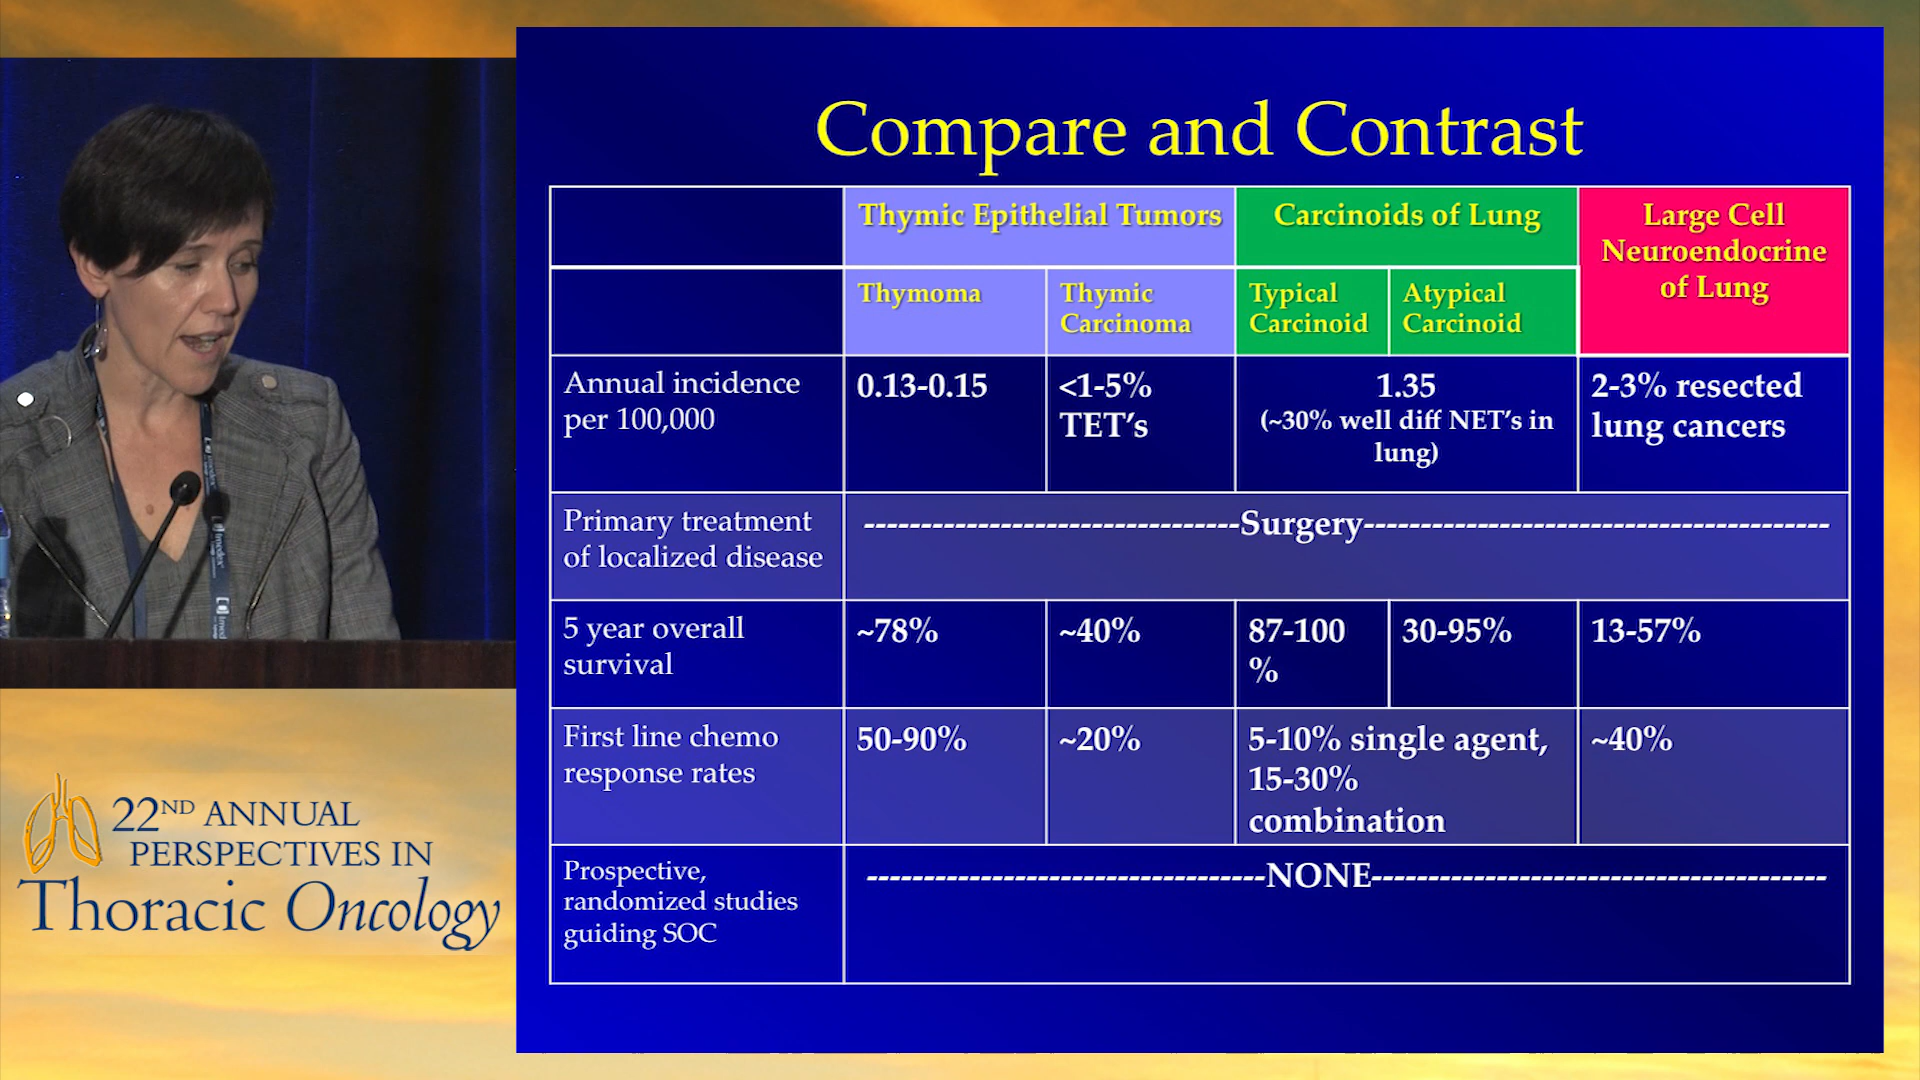 Compare and Contrast
Thymic Epithelial Tumors
Carcinoids of Lung
Large Cell
Neuroendocrine
of Lung
Thymoma
Thymic
Carcinoma
Typical
Carcinoid
Atypical
Carcinoid
Annual incidence
per 100,000
0.13-0.15
<1-5%
TET's
1.35
(~30% well diff NET's in
lung)
2-3% resected
lung cancers
Primary treatment
of localized disease
---------------------------------Surgery-----------------------------------------
5 year overall
survival
~78%
~40%
87-100
%
30-95%
13-57%
First line chemo
response rates
50-90%
~20%
5-10% single agent,
15-30%
combination
~40%
Prospective,
randomized studies
guiding SOC
-----------------------------------NONE----------------------------------------
22ND ANNUAL
PERSPECTIVES IN
Thoracic Oncology